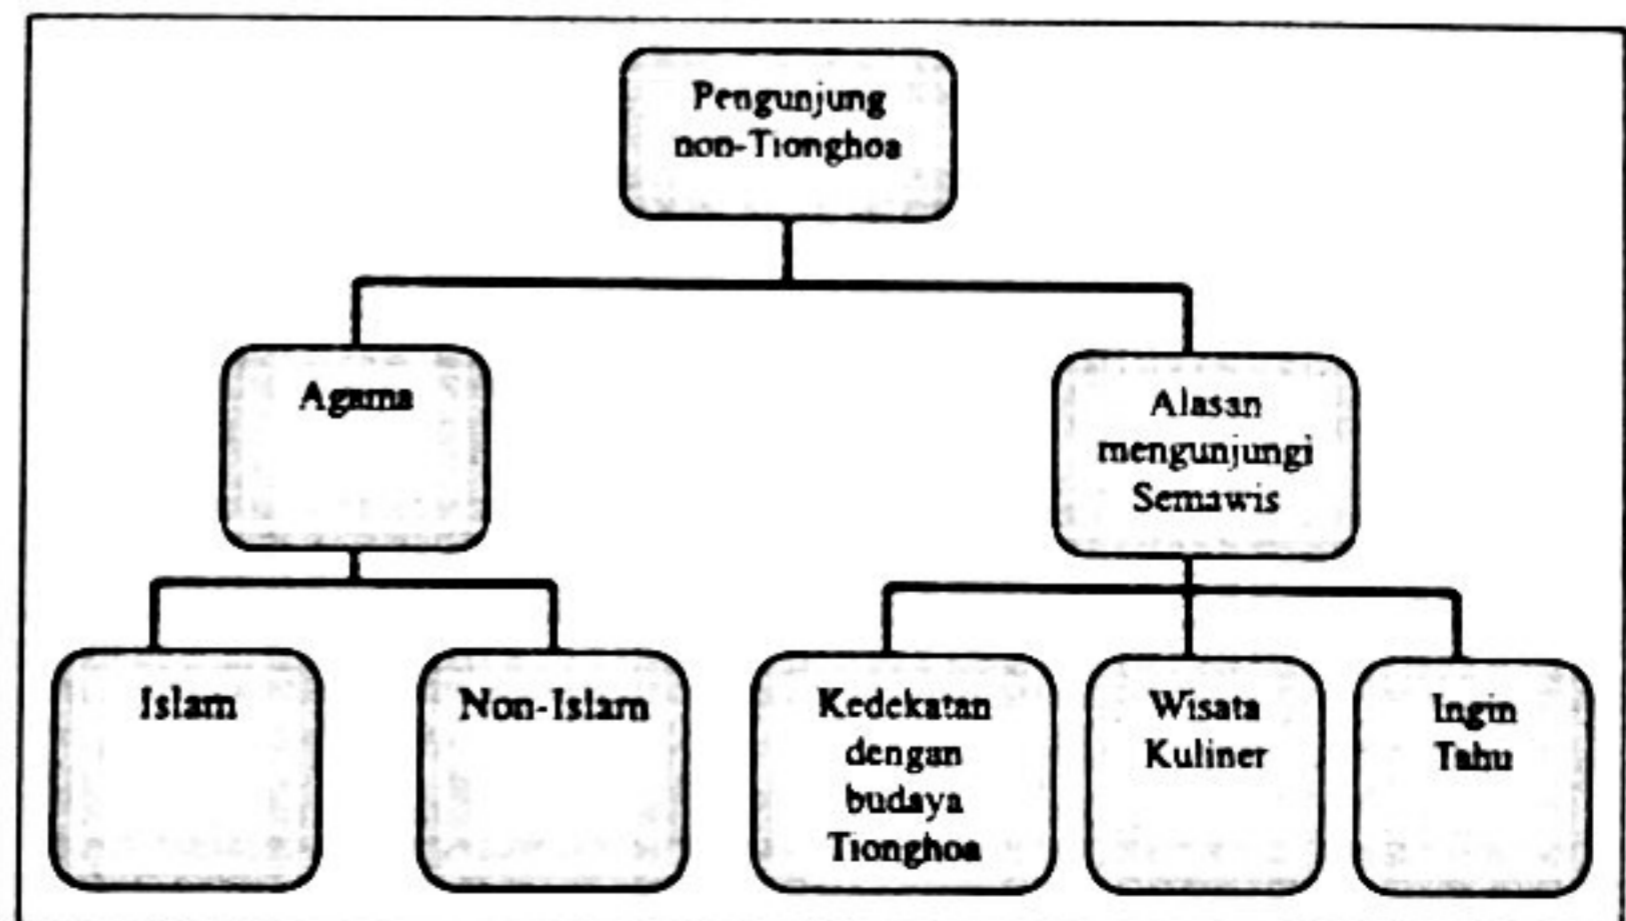 Pengunjung
non-Tionghoa
Agama
Alasan
mengunjungi
Semawis
Islam
Non-Islam
Kedekatan
dengan
budaya
Tionghoa
Wisata
Kuliner
Ingin
Tahu